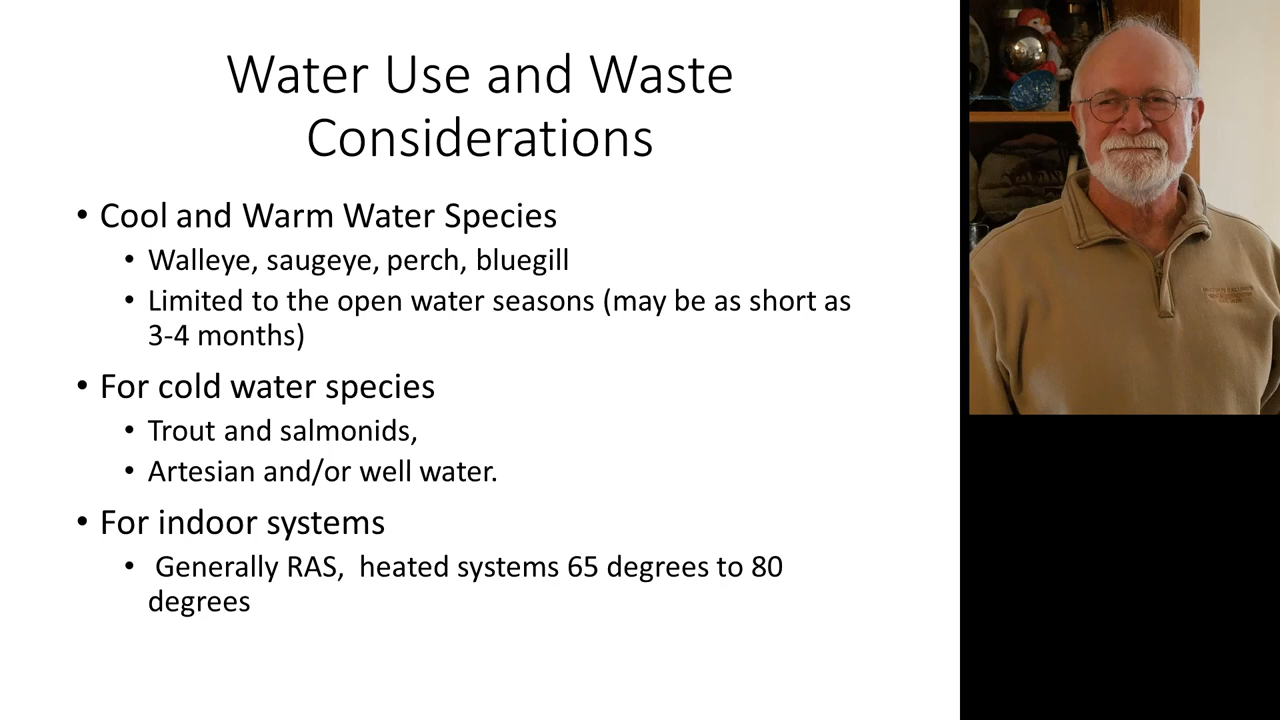 Water Use and Waste
Considerations
• Cool and Warm Water Species
• Walleye, saugeye, perch, bluegill
• Limited to the open water seasons (may be as short as
3-4 months)
• For cold water species
• Trout and salmonids,
• Artesian and/or well water.
• For indoor systems
• Generally RAS,  heated systems 65 degrees to 80
degrees